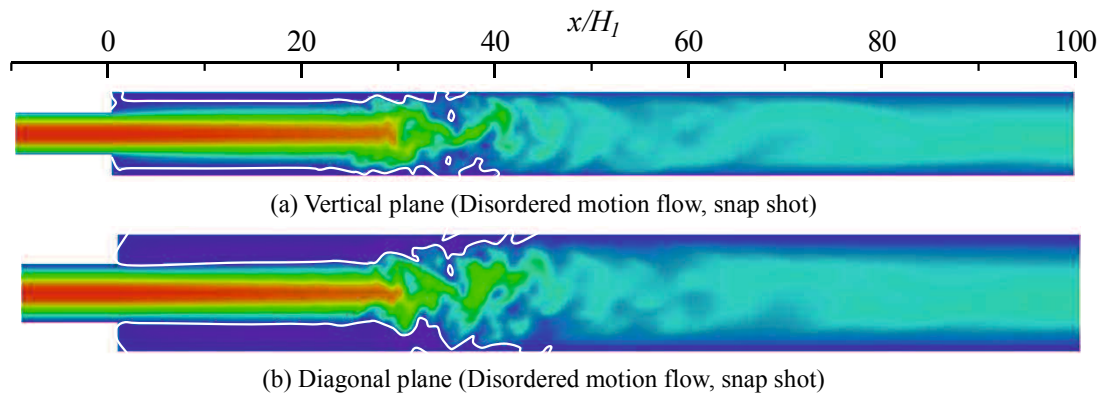 x/H1
0 20 40 60 80 100
(a) Vertical plane (Disordered motion flow, snap shot)
(b) Diagonal plane (Disordered motion flow, snap shot)